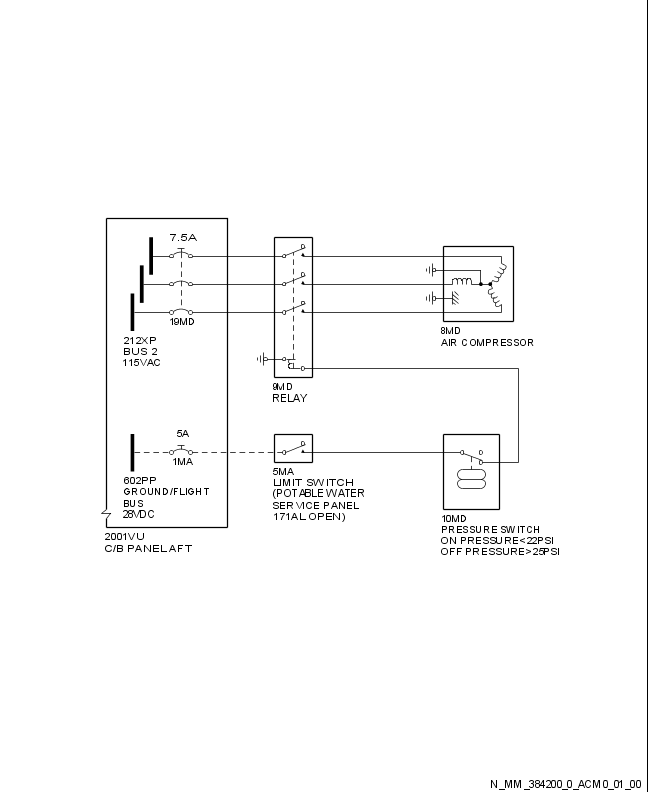 7.5A
19MD
212XP
BUS 2
115VAC
8MD
AIR COMPRESSOR
9MD
RELAY
5A
1MA
602PP
GROUND/FLIGHT
BUS
28VDC
5MA
LIMIT SWITCH
(POTABLE WATER
SERVICE PANEL
171AL OPEN)
10MD
PRESSURE SWITCH
ON PRESSURE<22PSI
OFF PRESSURE>25PSI
2001VU
C/B PANEL AFT
N_MM_384200_0_ACM0_01_00